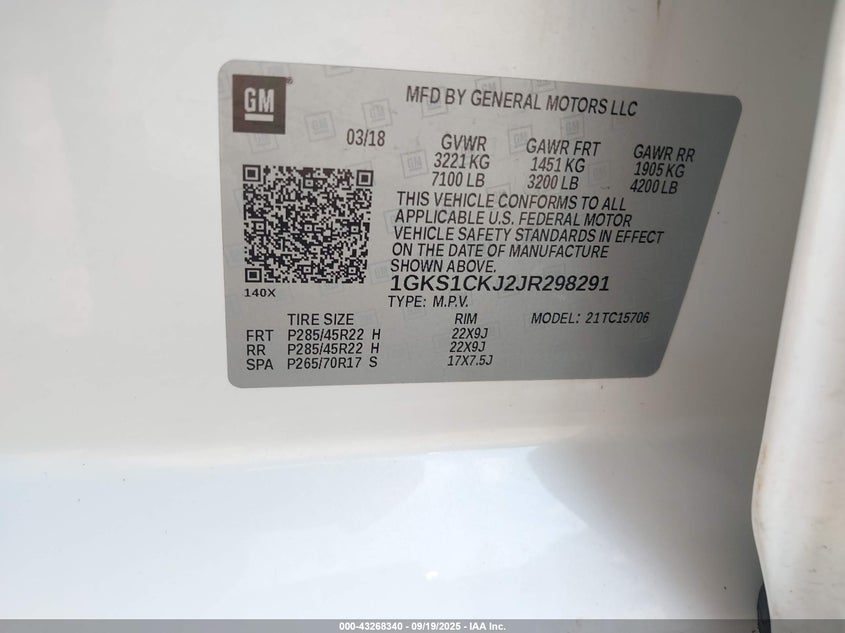 GM ®
MFD BY GENERAL MOTORS LLC
03/18 GVWR GAWR FRT GAWR RR
3221 KG 1451 KG 1905 KG
7100 LB 3200 LB 4200 LB
THIS VEHICLE CONFORMS TO ALL
APPLICABLE U.S. FEDERAL MOTOR
VEHICLE SAFETY STANDARDS IN EFFECT
ON THE DATE OF MANUFACTURE
SHOWN ABOVE.
140X
1GKS1CKJ2JR298291
TYPE: M.P.V.
TIRE SIZE RIM MODEL: 21TC15706
FRT P285/45R22 H 22X9J
RR P285/45R22 H 22X9J
SPA P265/70R17 S 17X7.5J
000-43268340 - 09/19/2025 - IAA Inc.